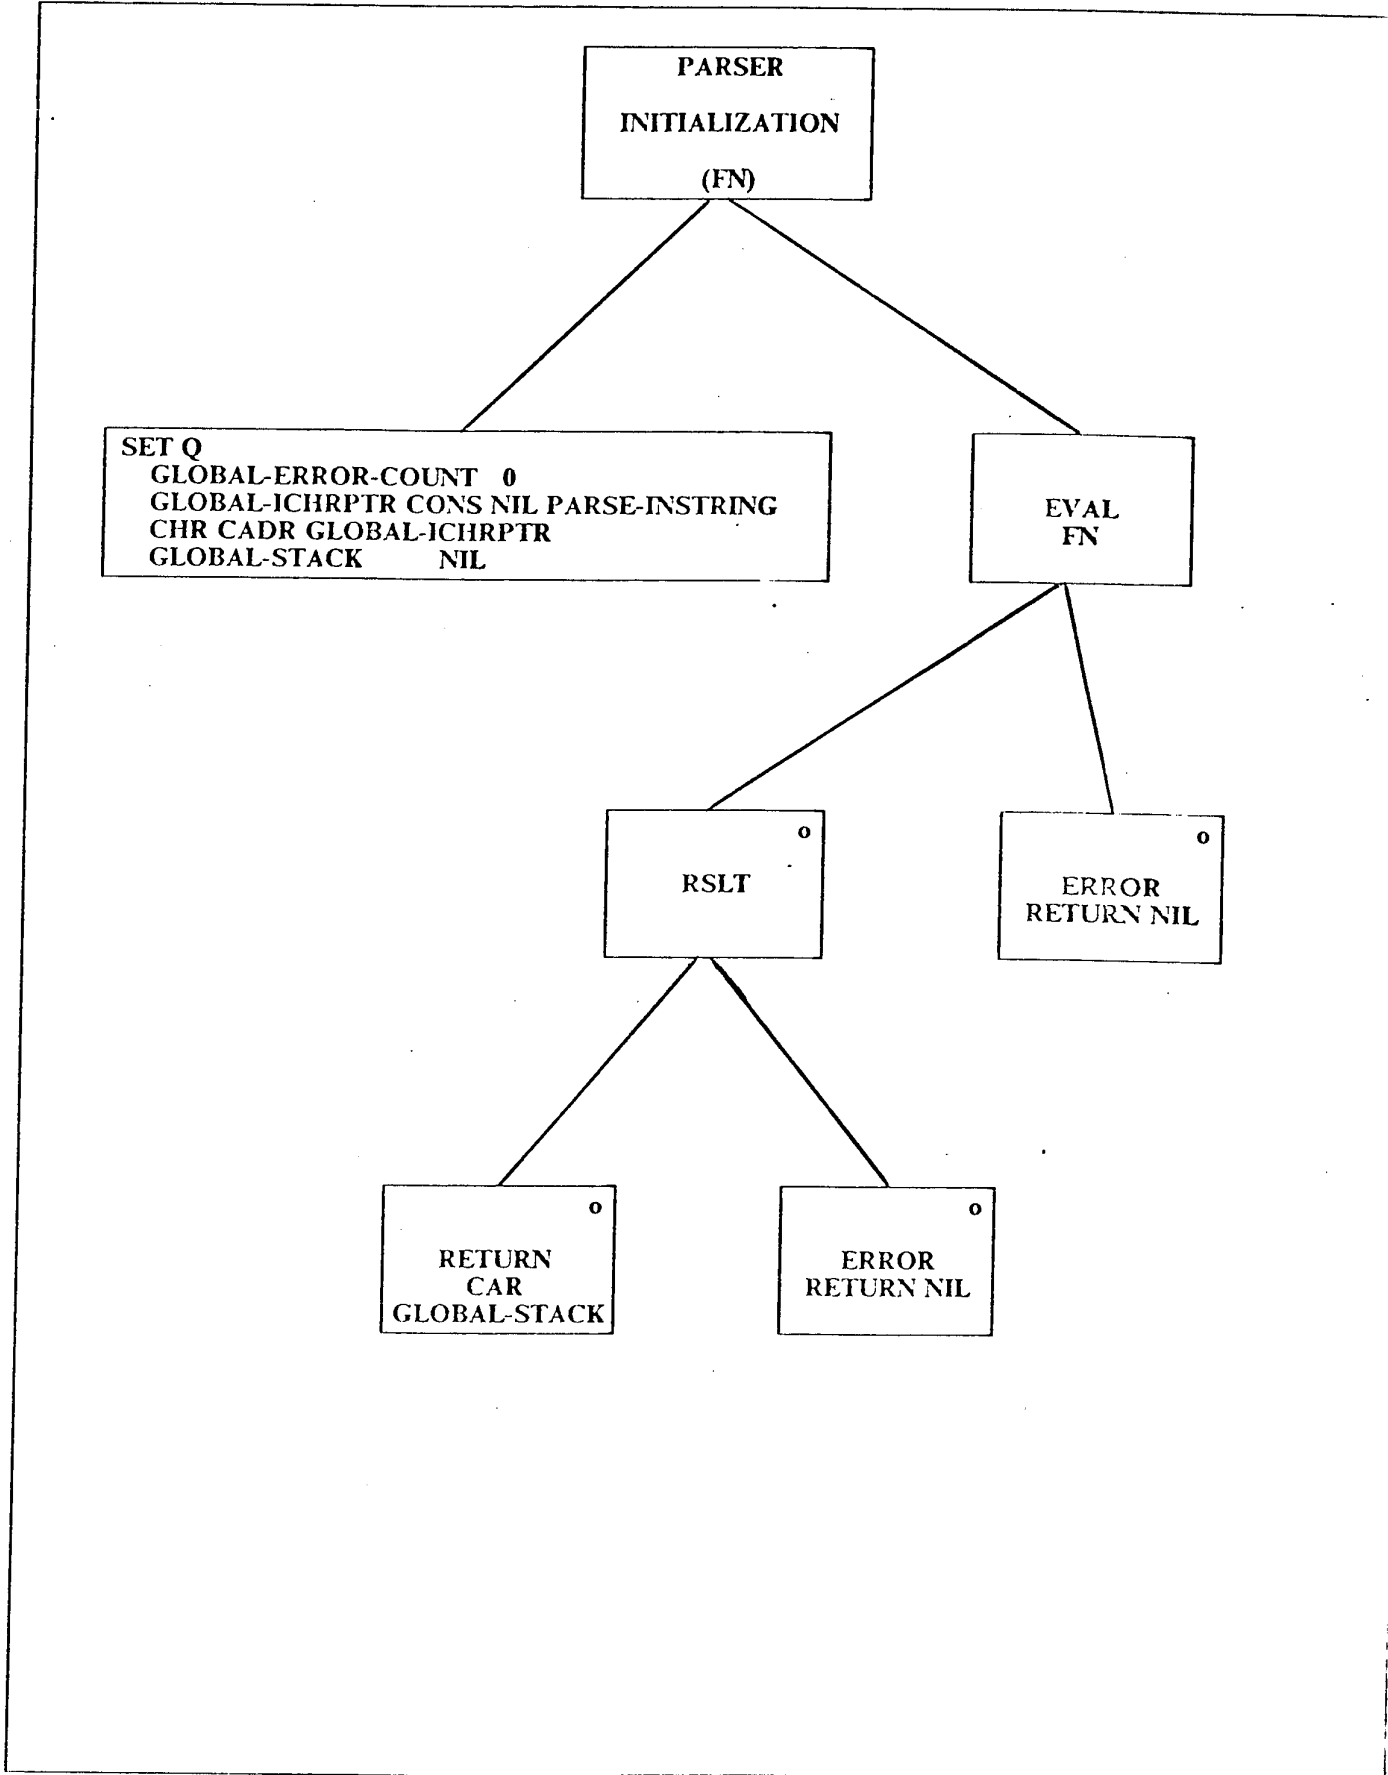 PARSER
INITIALIZATION
(FN)
SET Q
GLOBAL-ERROR-COUNT 0
GLOBAL-ICHRPTR CONS NIL PARSE-INSTRING
CHR CADR GLOBAL-ICHRPTR
GLOBAL-STACK NIL
EVAL
FN
o
RSLT
o
ERROR
RETURN NIL
o
RETURN
CAR
GLOBAL-STACK
o
ERROR
RETURN NIL